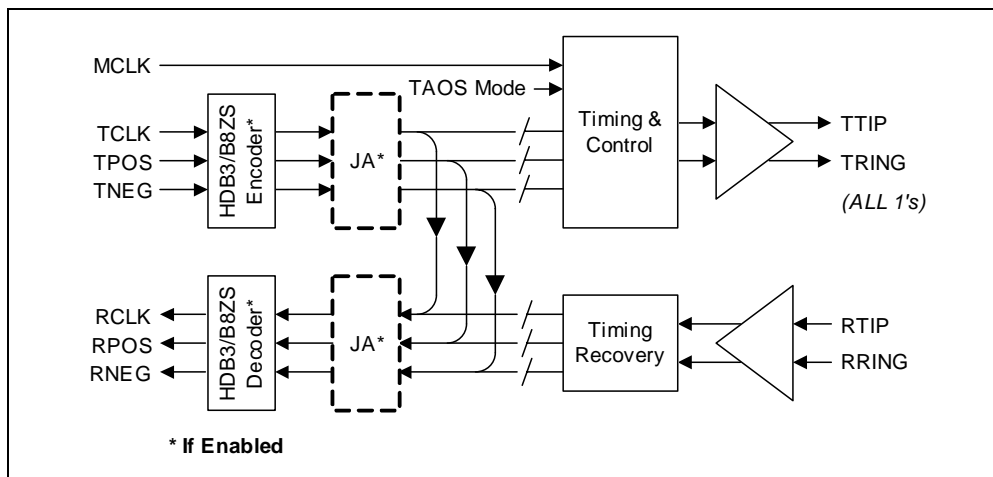 MCLK
TAOS Mode
TCLK
TPOS
TNEG
HDB3/B8ZS
Encoder*
JA*
Timing &
Control
TTIP
TRING
(ALL 1's)
RCLK
RPOS
RNEG
HDB3/B8ZS
Decoder*
JA*
Timing
Recovery
RTIP
RRING
* If Enabled